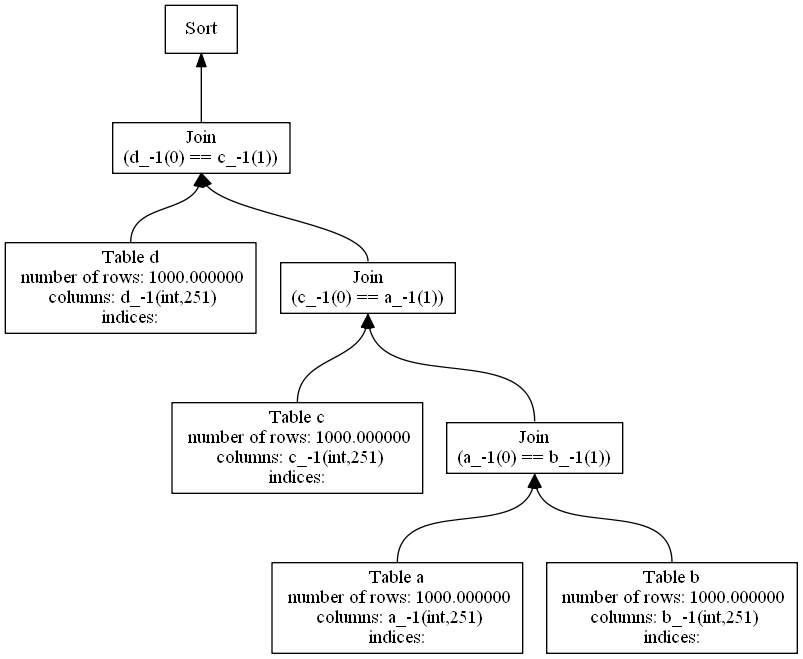 Sort
Join
(d_-1(0) == c_-1(1))
Table d
number of rows: 1000.000000
columns: d_-1(int,251)
indices:
Join
(c_-1(0) == a_-1(1))
Table c
number of rows: 1000.000000
columns: c_-1(int,251)
indices:
Join
(a_-1(0) == b_-1(1))
Table a
number of rows: 1000.000000
columns: a_-1(int,251)
indices:
Table b
number of rows: 1000.000000
columns: b_-1(int,251)
indices: